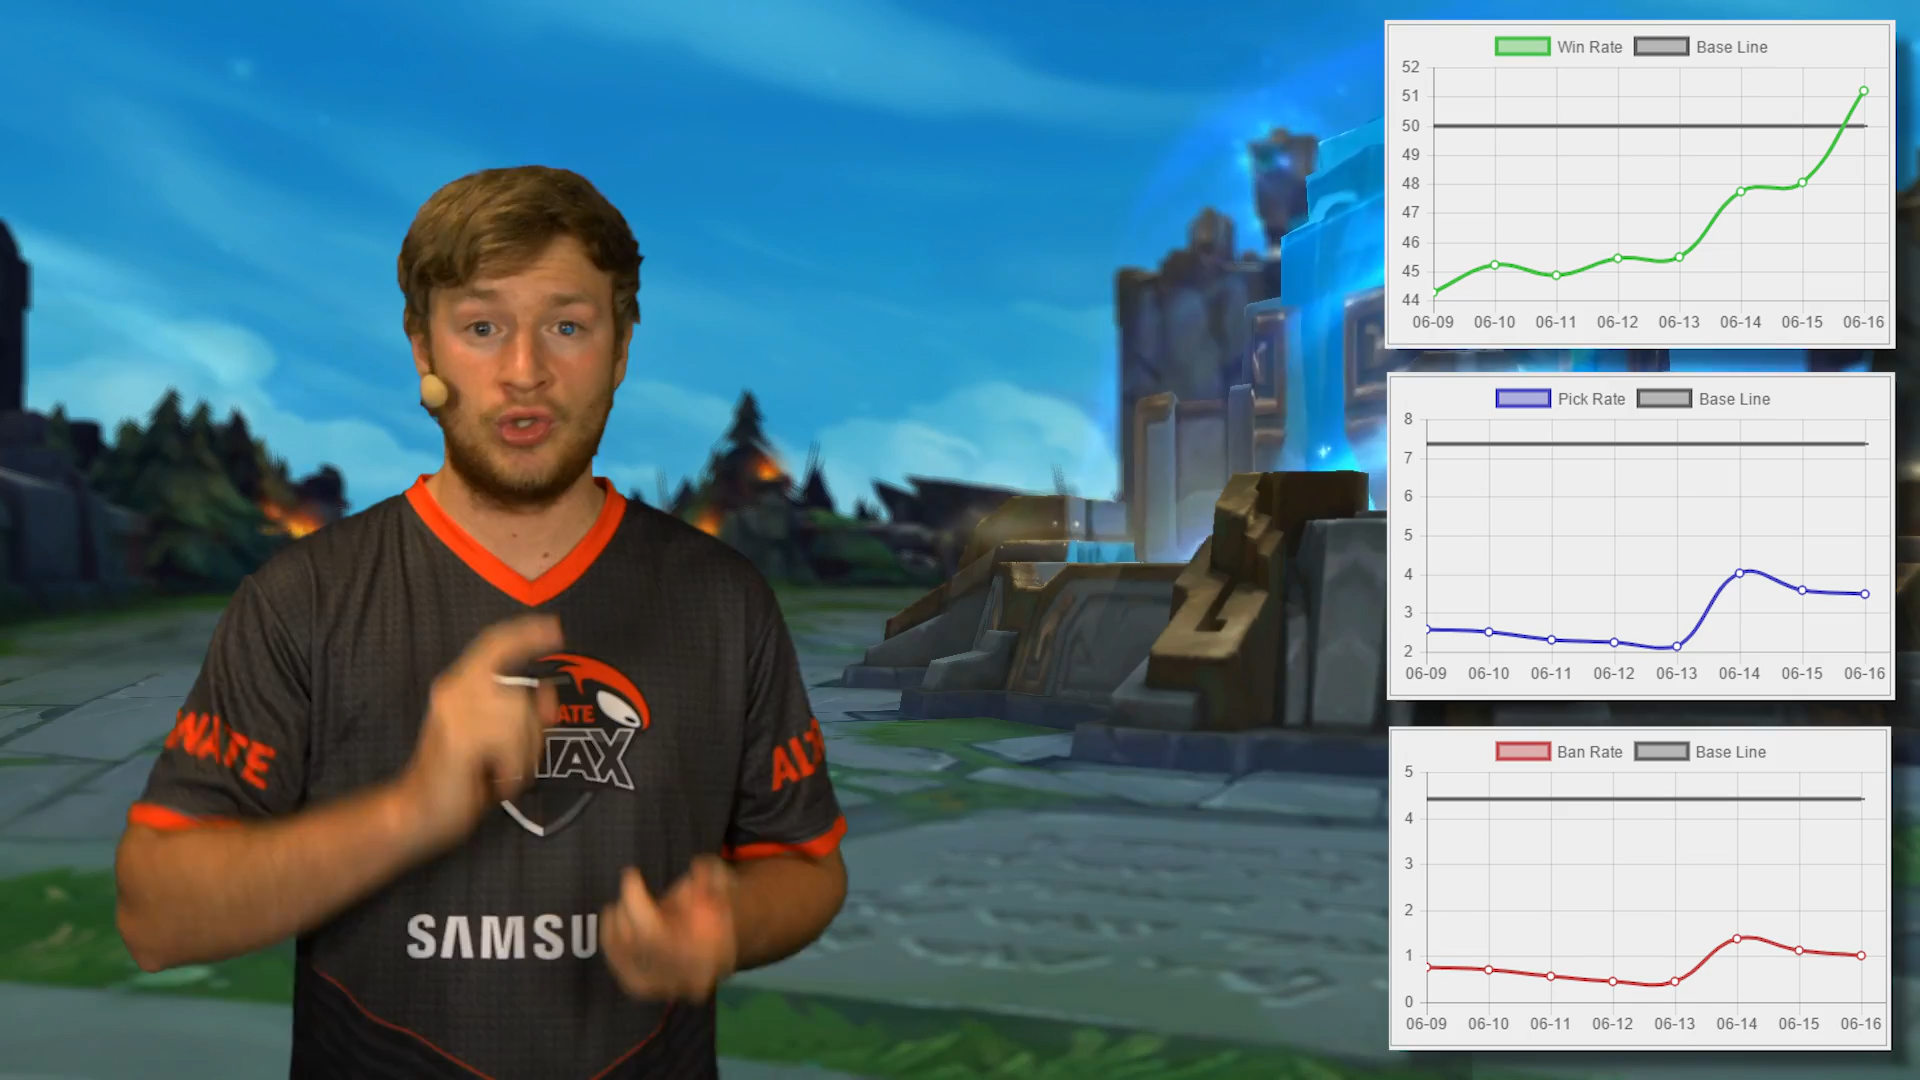 Win Rate Base Line
52
51
50
49
48
47
46
45
44
06-09 06-10 06-11 06-12 06-13 06-14 06-15 06-16
Pick Rate Base Line
8
7
6
5
4
3
2
06-09 06-10 06-11 06-12 06-13 06-14 06-15 06-16
Ban Rate Base Line
5
4
3
2
1
0
06-09 06-10 06-11 06-12 06-13 06-14 06-15 06-16
NATE
ATE
TAX
AL
SAMSU